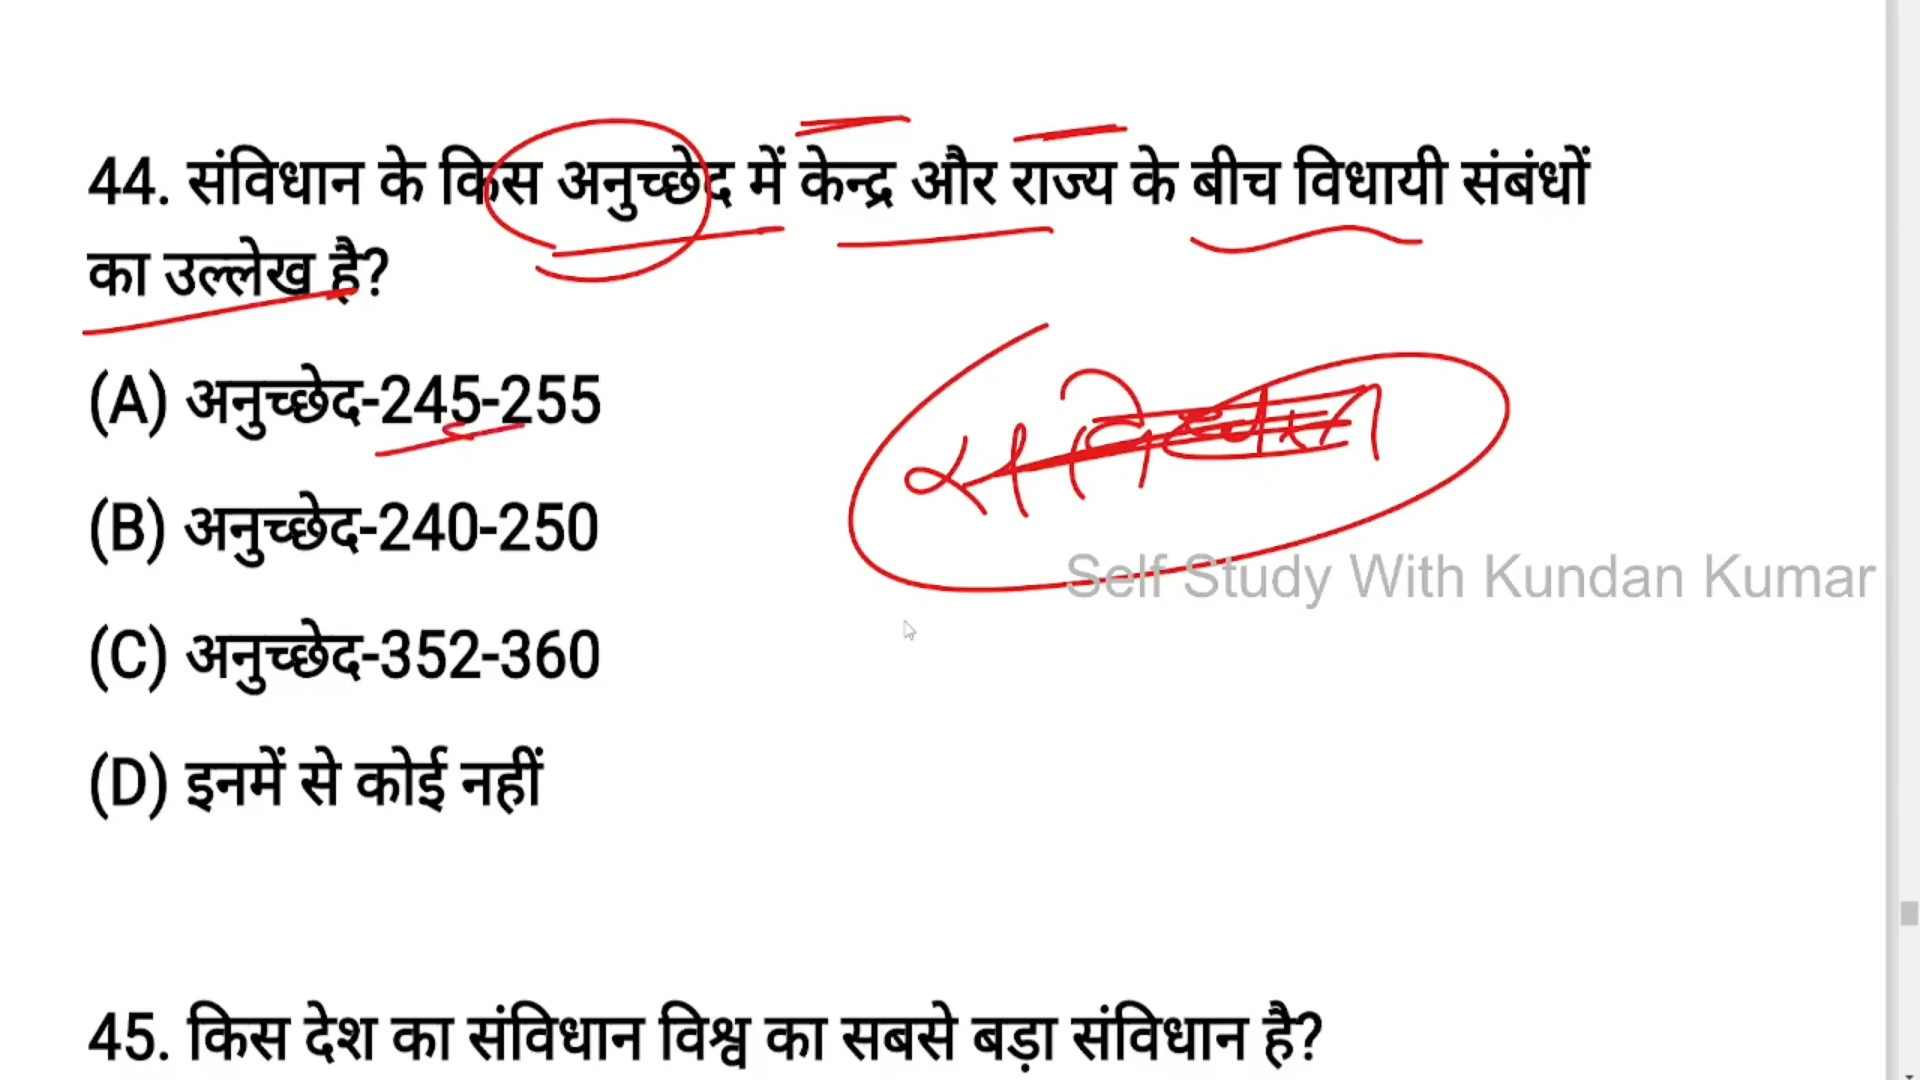 44. संविधान के किस अनुच्छेद में केन्द्र और राज्य के बीच विधायी संबंधों
का उल्लेख है?
(A) अनुच्छेद-245-255
(B) अनुच्छेद-240-250
Self Study With Kundan Kumar
(C) अनुच्छेद-352-360
(D) इनमें से कोई नहीं
45. किस देश का संविधान विश्व का सबसे बड़ा संविधान है?